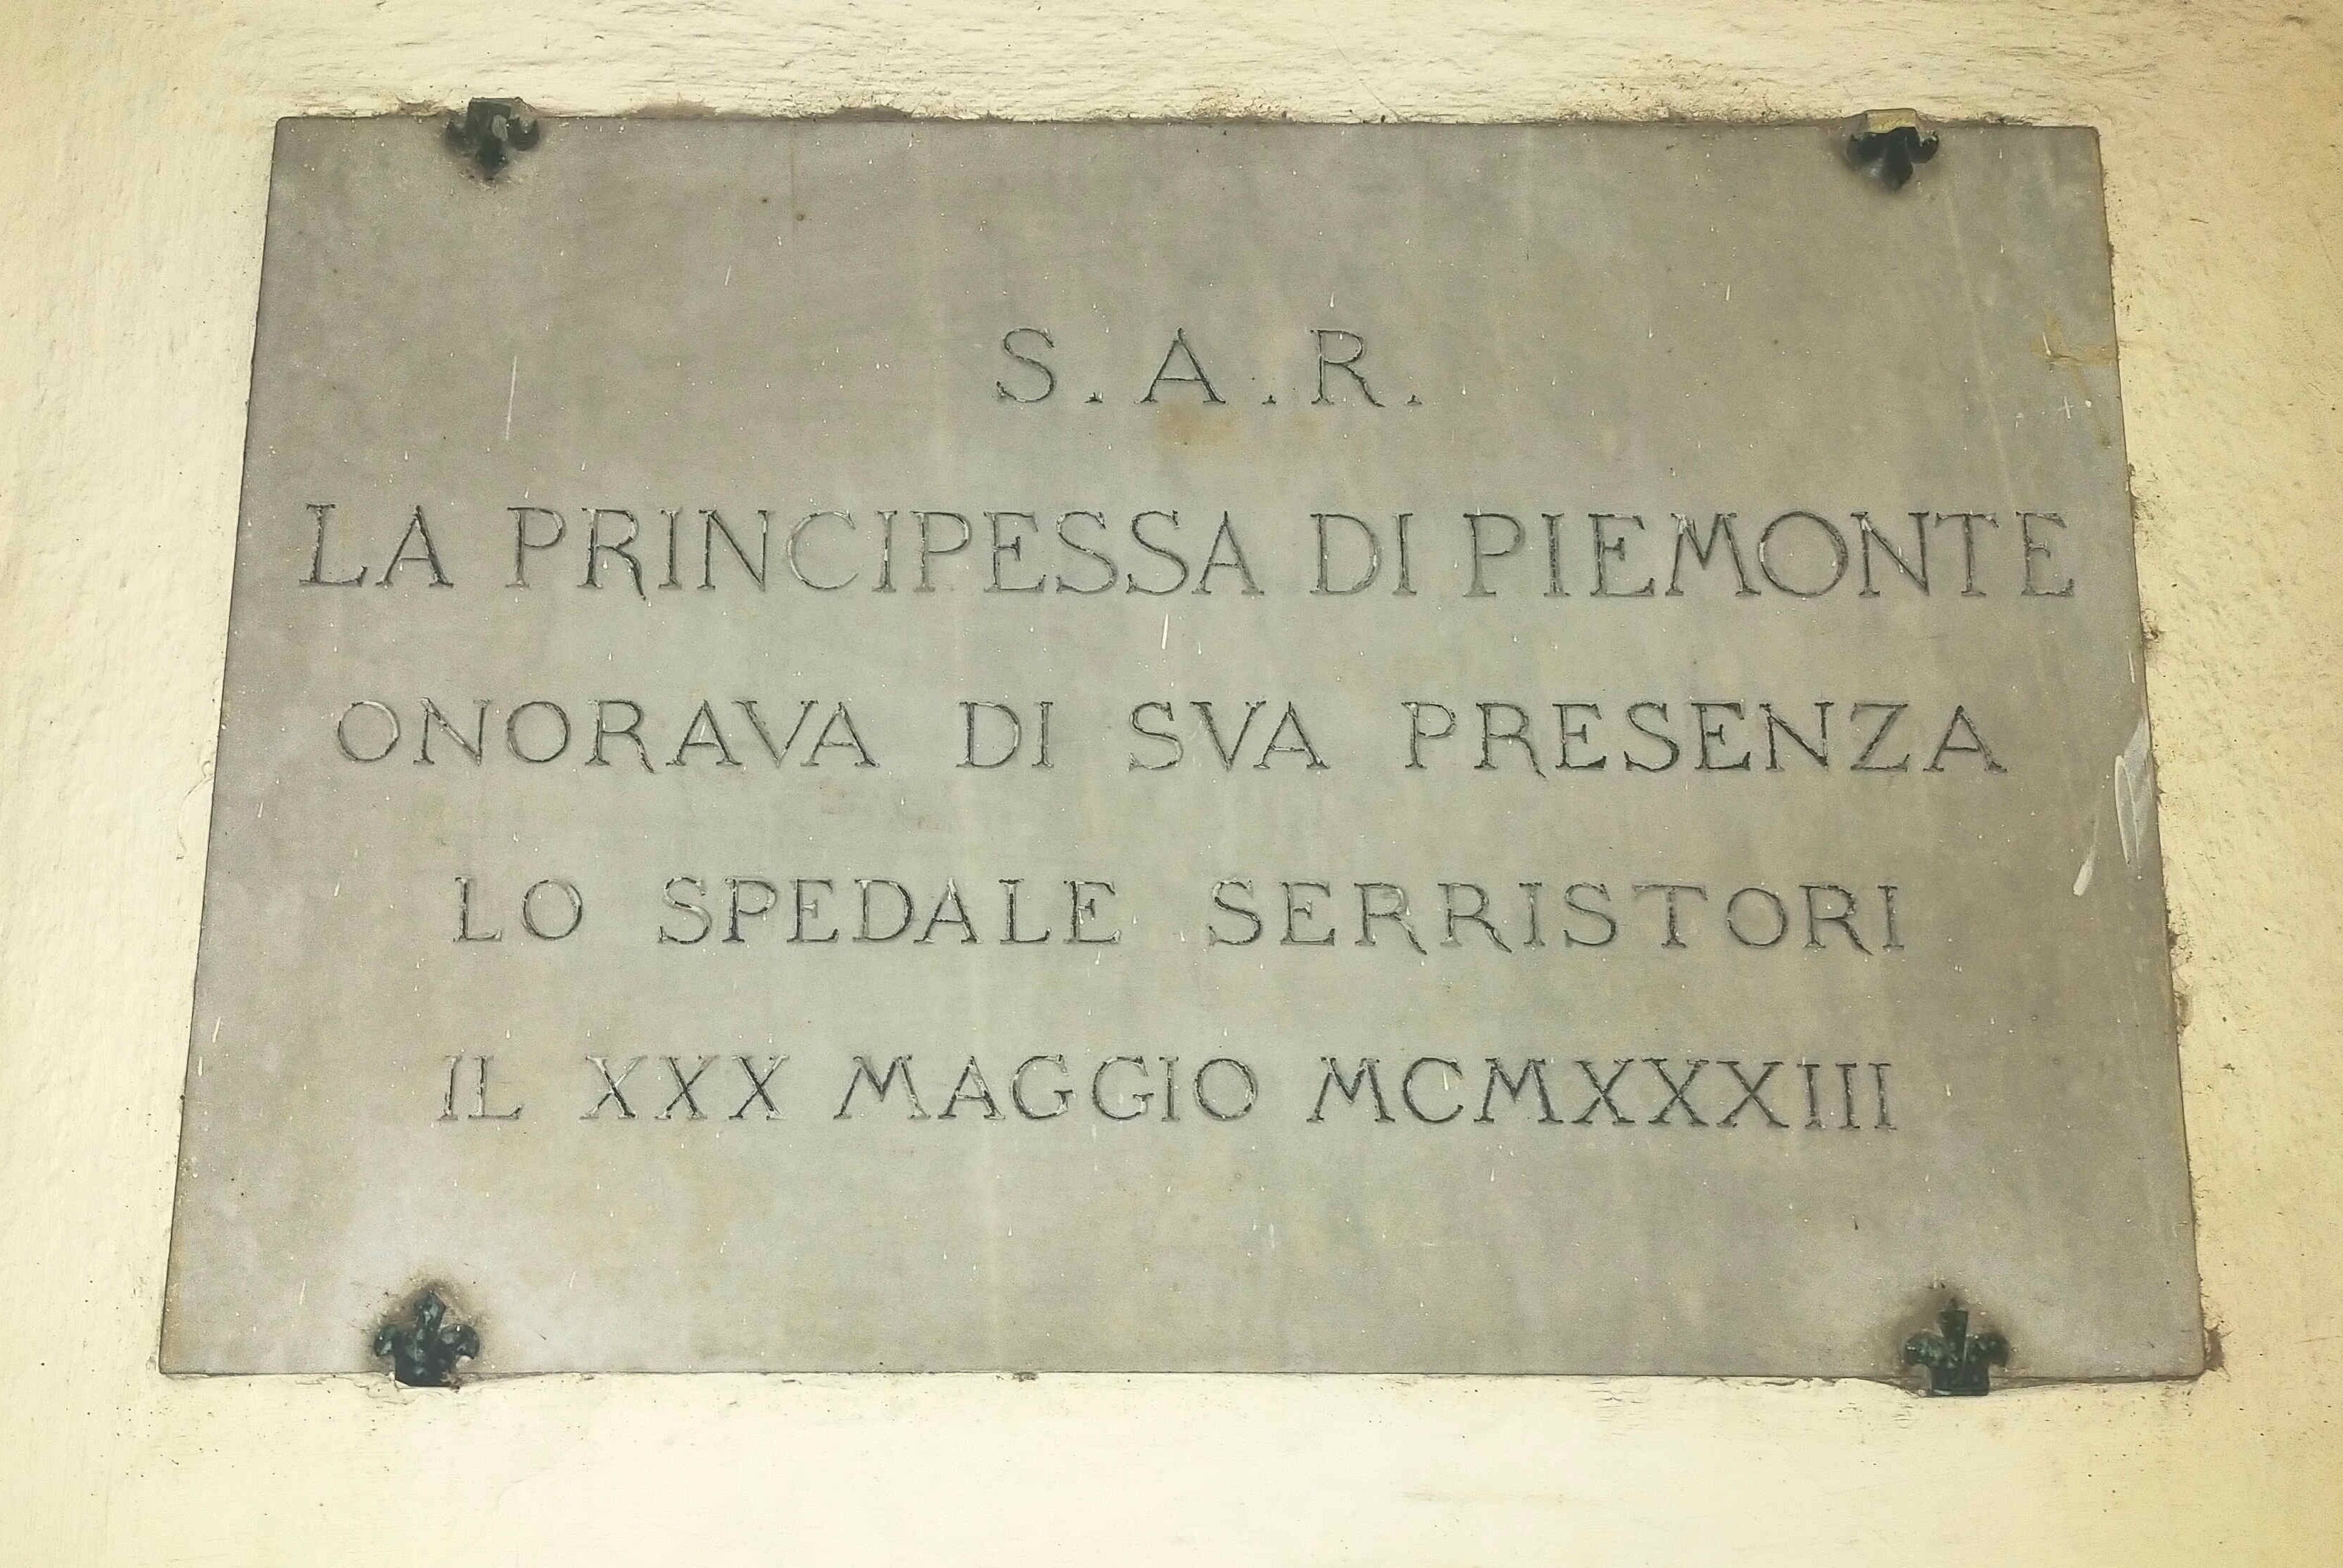 S.A.R.
LA PRINCIPESSA DI PIEMONTE
ONORAVA DI SVA PRESENZA
LO SPEDALE SERRISTORI
IL XXX MAGGIO MCMXXXIII